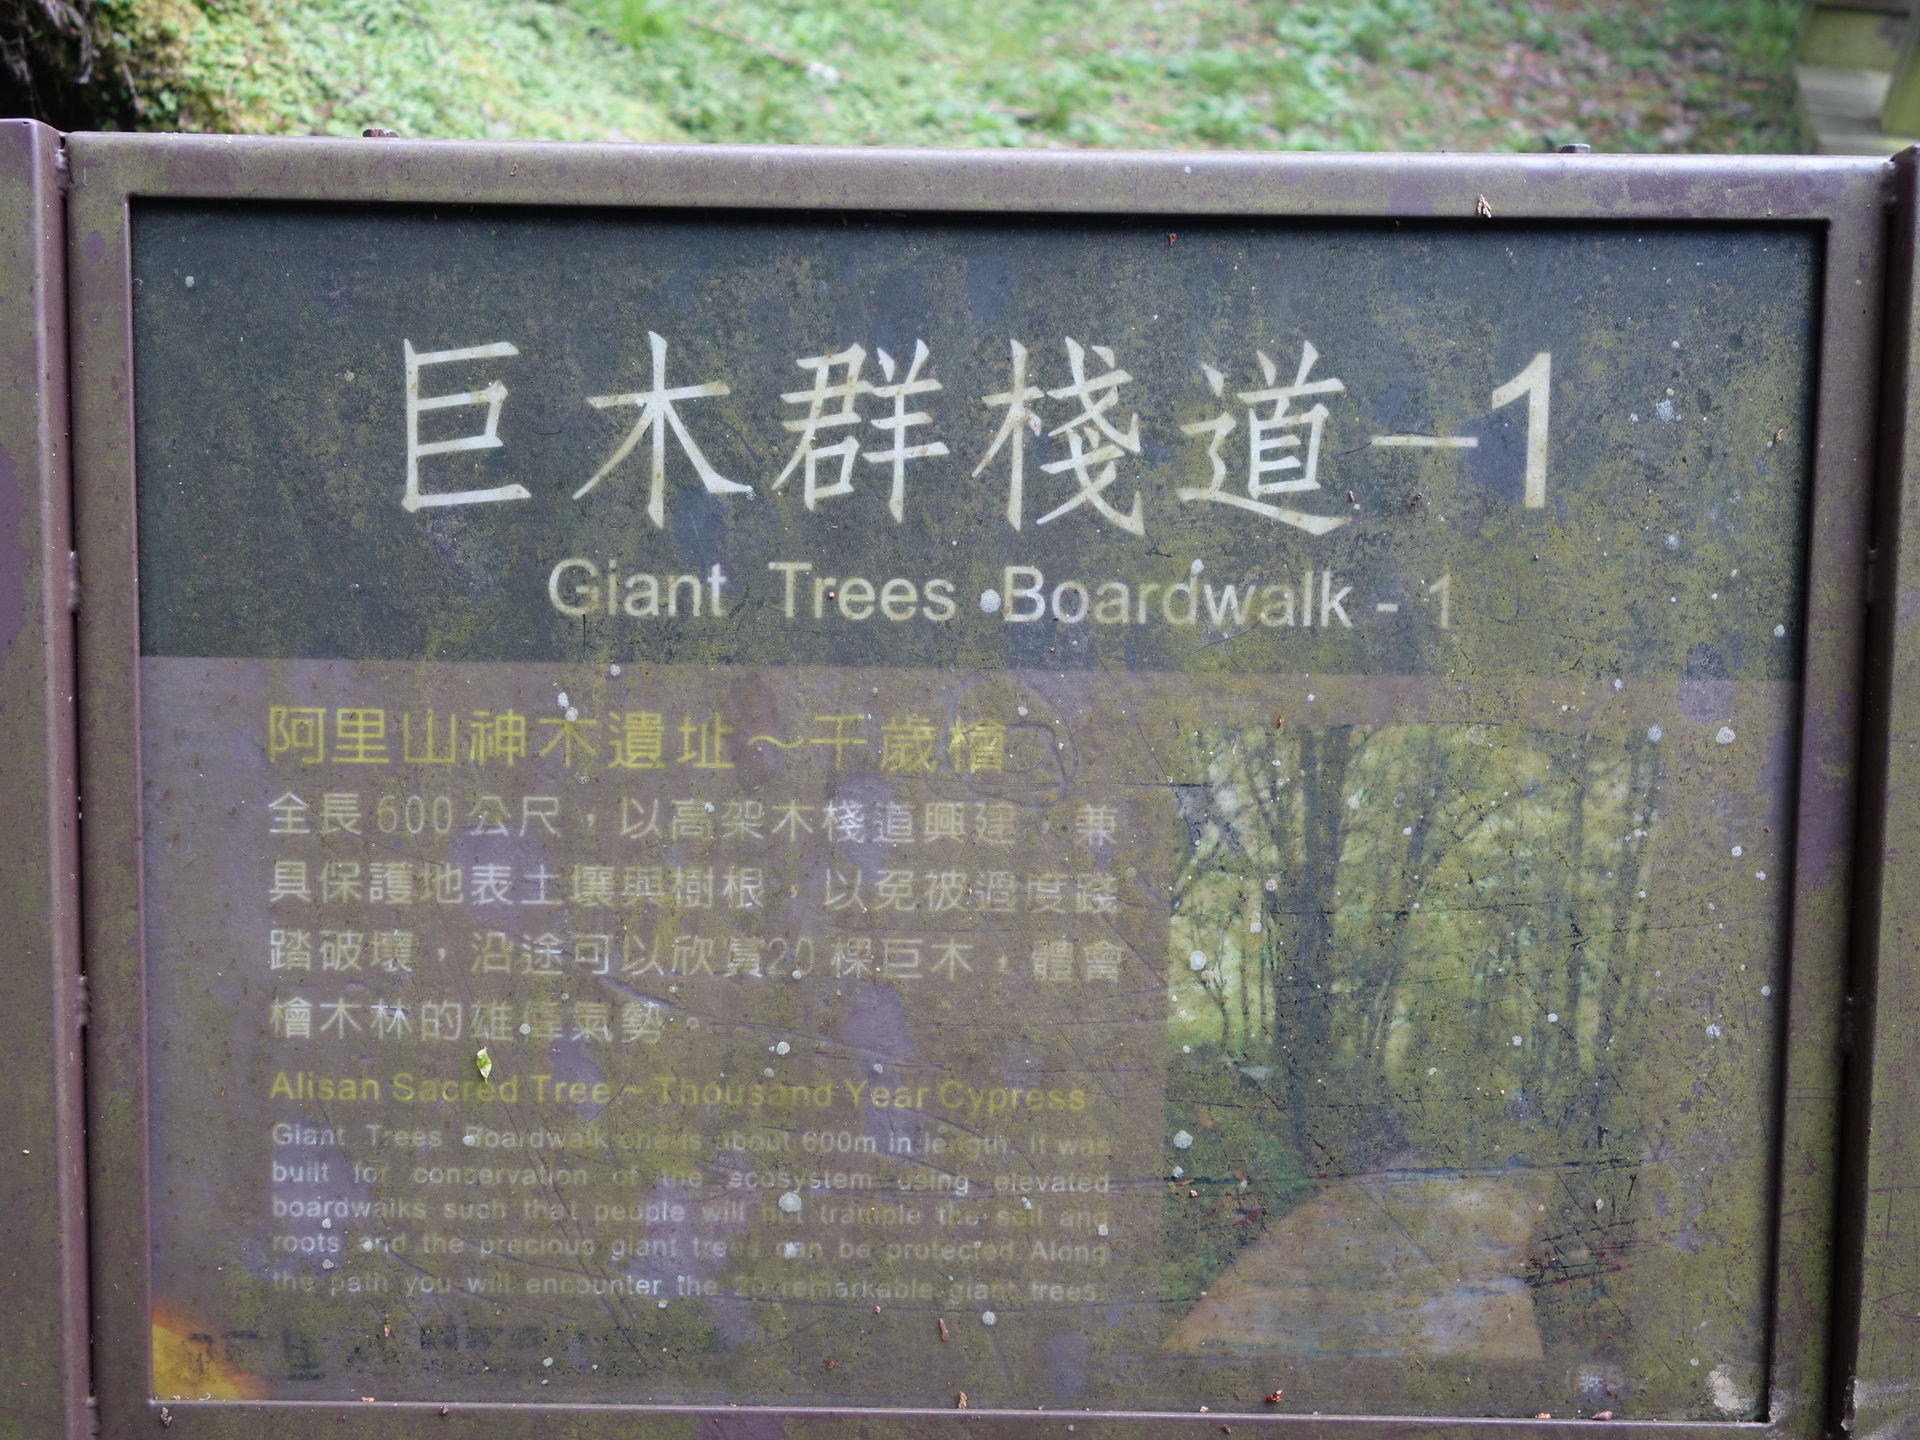 巨木群棧道－1
Giant Trees Boardwalk - 1
阿里山神木遺址～千歲檜
全長600公尺，以高架木棧道興建，兼
具保護地表土壤與樹根，以免被過度踐
踏破壞，沿途可以欣賞20棵巨木，體會
檜木林的雄偉氣勢。
Alisan Sacred Tree ~ Thousand Year Cypress
Giant Trees Boardwalk one is about 600m in length. It was
built for conservation of the ecosystem using elevated
boardwalks such that people will not trample the soil and
roots and the precious giant trees can be protected. Along
the path you will encounter the 20 remarkable giant trees.